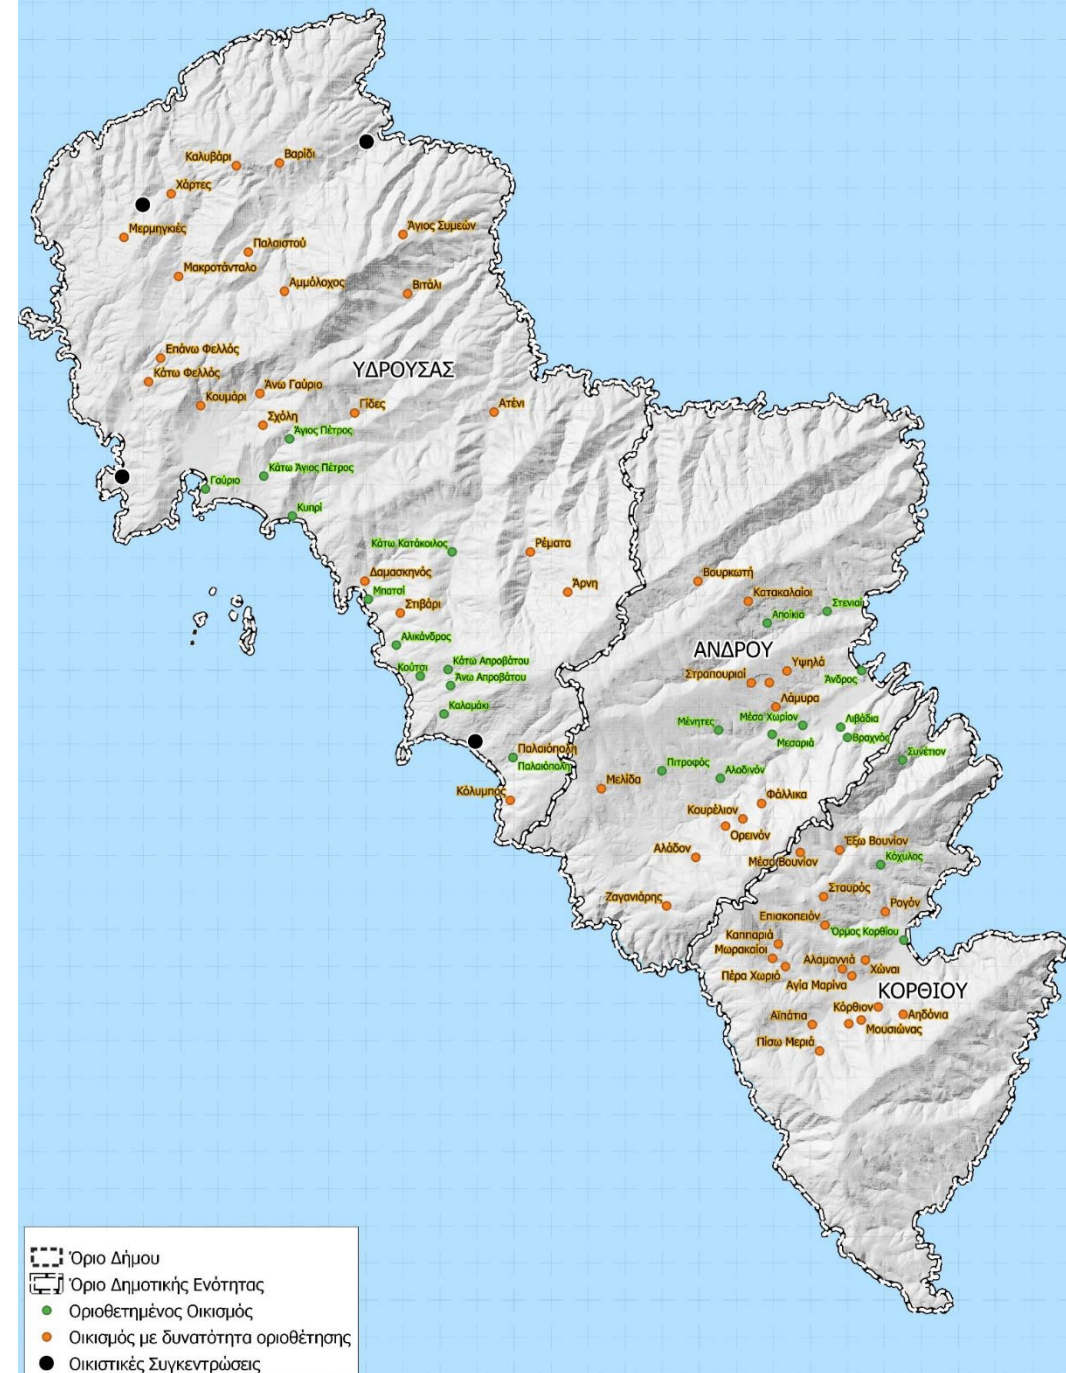 Καλυβάρι
Βαρίδι
Χάρτες
Μερμηγκιές
Άγιος Συμεών
Παλαιστού
Μακροτάνταλο
Αμμόλοχος
Βιτάλι
Επάνω Φελλός
ΥΔΡΟΥΣΑΣ
Κάτω Φελλός
Άνω Γαύριο
Κουμάρι
Γίδες
Ατένι
Σχόλη
Άγιος Πέτρος
Κάτω Άγιος Πέτρος
Γαύριο
Κυπρί
Κάτω Κατάκοιλος
Ρέματα
Δαμασκηνός
Βουρκωτή
Άρνη
Μπατσί
Κατακαλαίοι
Στενιαί
Στιβάρι
Αποίκια
Αλικάνδρος
ΑΝΔΡΟΥ
Κάτω Απροβάτου
Υψηλά
Κούτσι
Στραπουριαί
Άνδρος
Άνω Απροβάτου
Λάμυρα
Καλαμάκι
Μέσα Χωρίον
Μένητες
Λιβάδια
Μεσαριά
Βραχνός
Παλαιόπολη
Συνέτιον
Παλαιόπολη
Πιτροφός
Αλοδινόν
Μελίδα
Κόλυμπος
Φάλλικα
Κουρέλιον
Ορεινόν
Έξω Βουνίον
Αλάδον
Μέσα Βουνίον
Κόχυλος
Σταυρός
Ζαγανιάρης
Ρογόν
Επισκοπειόν
Όρμος Κορθίου
Καππαριά
Μωρακαίοι
Αλαμαννιά
Χώναι
Πέρα Χωριό
Αγία Μαρίνα
ΚΟΡΘΙΟΥ
Κόρθιον
Αϊπάτια
Αηδόνια
Μουσιώνας
Πίσω Μεριά
Όριο Δήμου
Όριο Δημοτικής Ενότητας
Οριοθετημένος Οικισμός
Οικισμός με δυνατότητα οριοθέτησης
Οικιστικές Συγκεντρώσεις